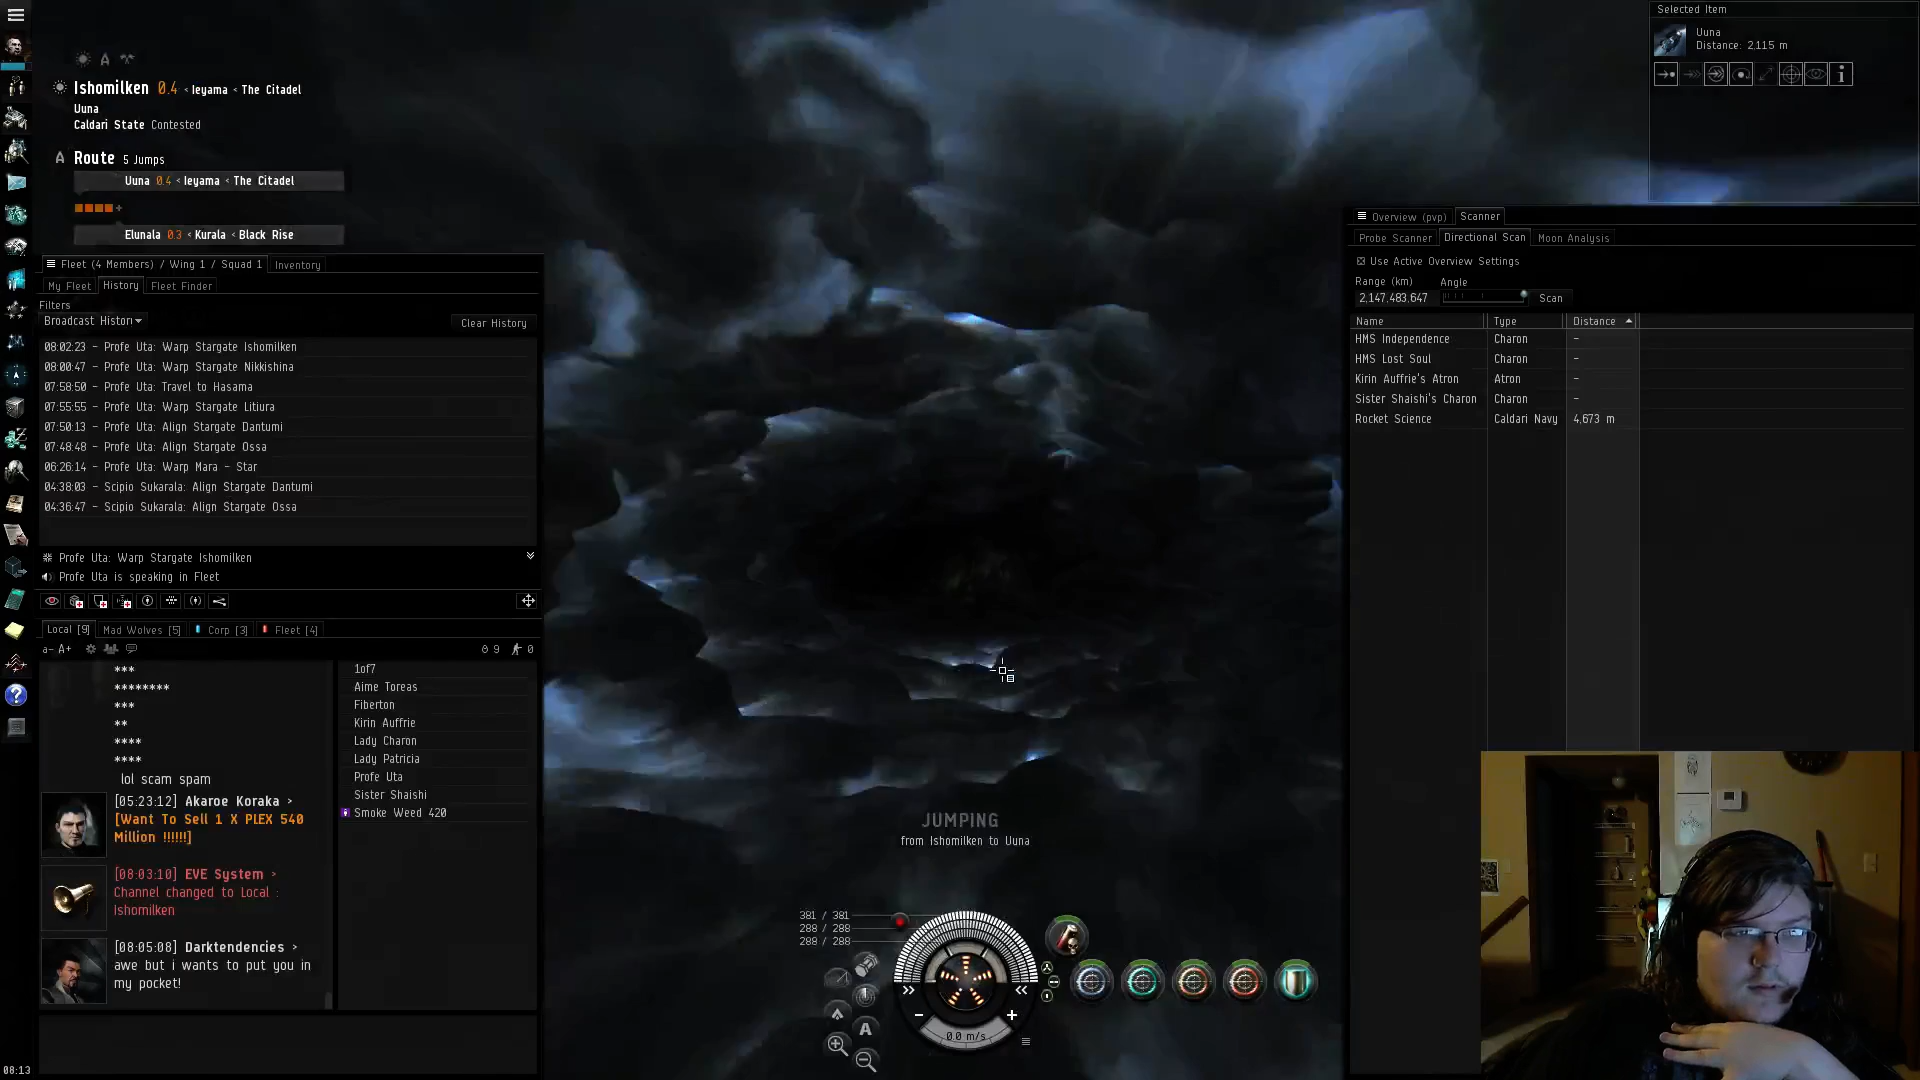 Ishomilken 0.4 < Ieyama < The Citadel
Uuna
Caldari State Contested
Route 5 Jumps
Uuna 0.4 < Ieyama < The Citadel
Elunala 0.3 < Kurala < Black Rise
Fleet (4 Members) / Wing 1 / Squad 1 Inventory
My Fleet History Fleet Finder
Filters
Broadcast Histor
Clear History
08:02:23 - Profe Uta: Warp Stargate Ishomilken
08:00:47 - Profe Uta: Warp Stargate Nikkishina
07:58:50 - Profe Uta: Travel to Hasama
07:55:55 - Profe Uta: Warp Stargate Litiura
07:50:13 - Profe Uta: Align Stargate Dantumi
07:48:48 - Profe Uta: Align Stargate Ossa
06:26:14 - Profe Uta: Warp Mara - Star
04:38:03 - Scipio Sukarala: Align Stargate Dantumi
04:36:47 - Scipio Sukarala: Align Stargate Ossa
Profe Uta: Warp Stargate Ishomilken
Profe Uta is speaking in Fleet
Local [9] Mad Wolves [5] Corp [3] Fleet [4]
a- A+
9 0
***
********
***
**
****
****
lol scam spam
[05:23:12] Akaroe Koraka >
[Want To Sell 1 X PLEX 540
Million !!!!!!]
[08:03:10] EVE System >
Channel changed to Local :
Ishomilken
[08:05:08] Darktendencies >
awe but i wants to put you in
my pocket!
1of7
Aime Toreas
Fiberton
Kirin Auffrie
Lady Charon
Lady Patricia
Profe Uta
Sister Shaishi
Smoke Weed 420
08:13
JUMPING
from Ishomilken to Uuna
381 / 381
288 / 288
288 / 288
0.0 m/s
Selected Item
Uuna
Distance: 2,115 m
Overview (pvp) Scanner
Probe Scanner Directional Scan Moon Analysis
Use Active Overview Settings
Range (km) Angle
2,147,483,647 Scan
Name Type Distance
HMS Independence Charon -
HMS Lost Soul Charon -
Kirin Auffrie's Atron Atron -
Sister Shaishi's Charon Charon -
Rocket Science Caldari Navy 4,673 m